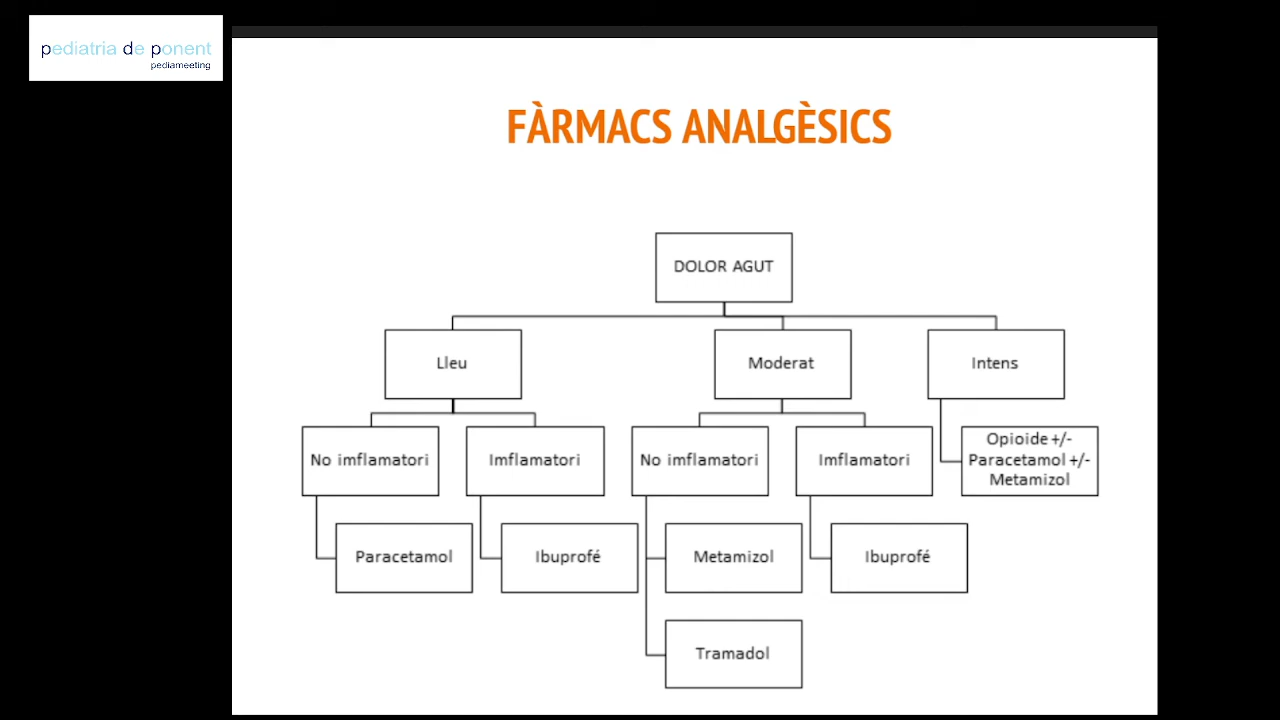 pediatria de ponent
pediameeting
FÀRMACS ANALGÈSICS
DOLOR AGUT
Lleu
Moderat
Intens
No imflamatori
Imflamatori
No imflamatori
Imflamatori
Opioide +/-
Paracetamol +/-
Metamizol
Paracetamol
Ibuprofé
Metamizol
Ibuprofé
Tramadol